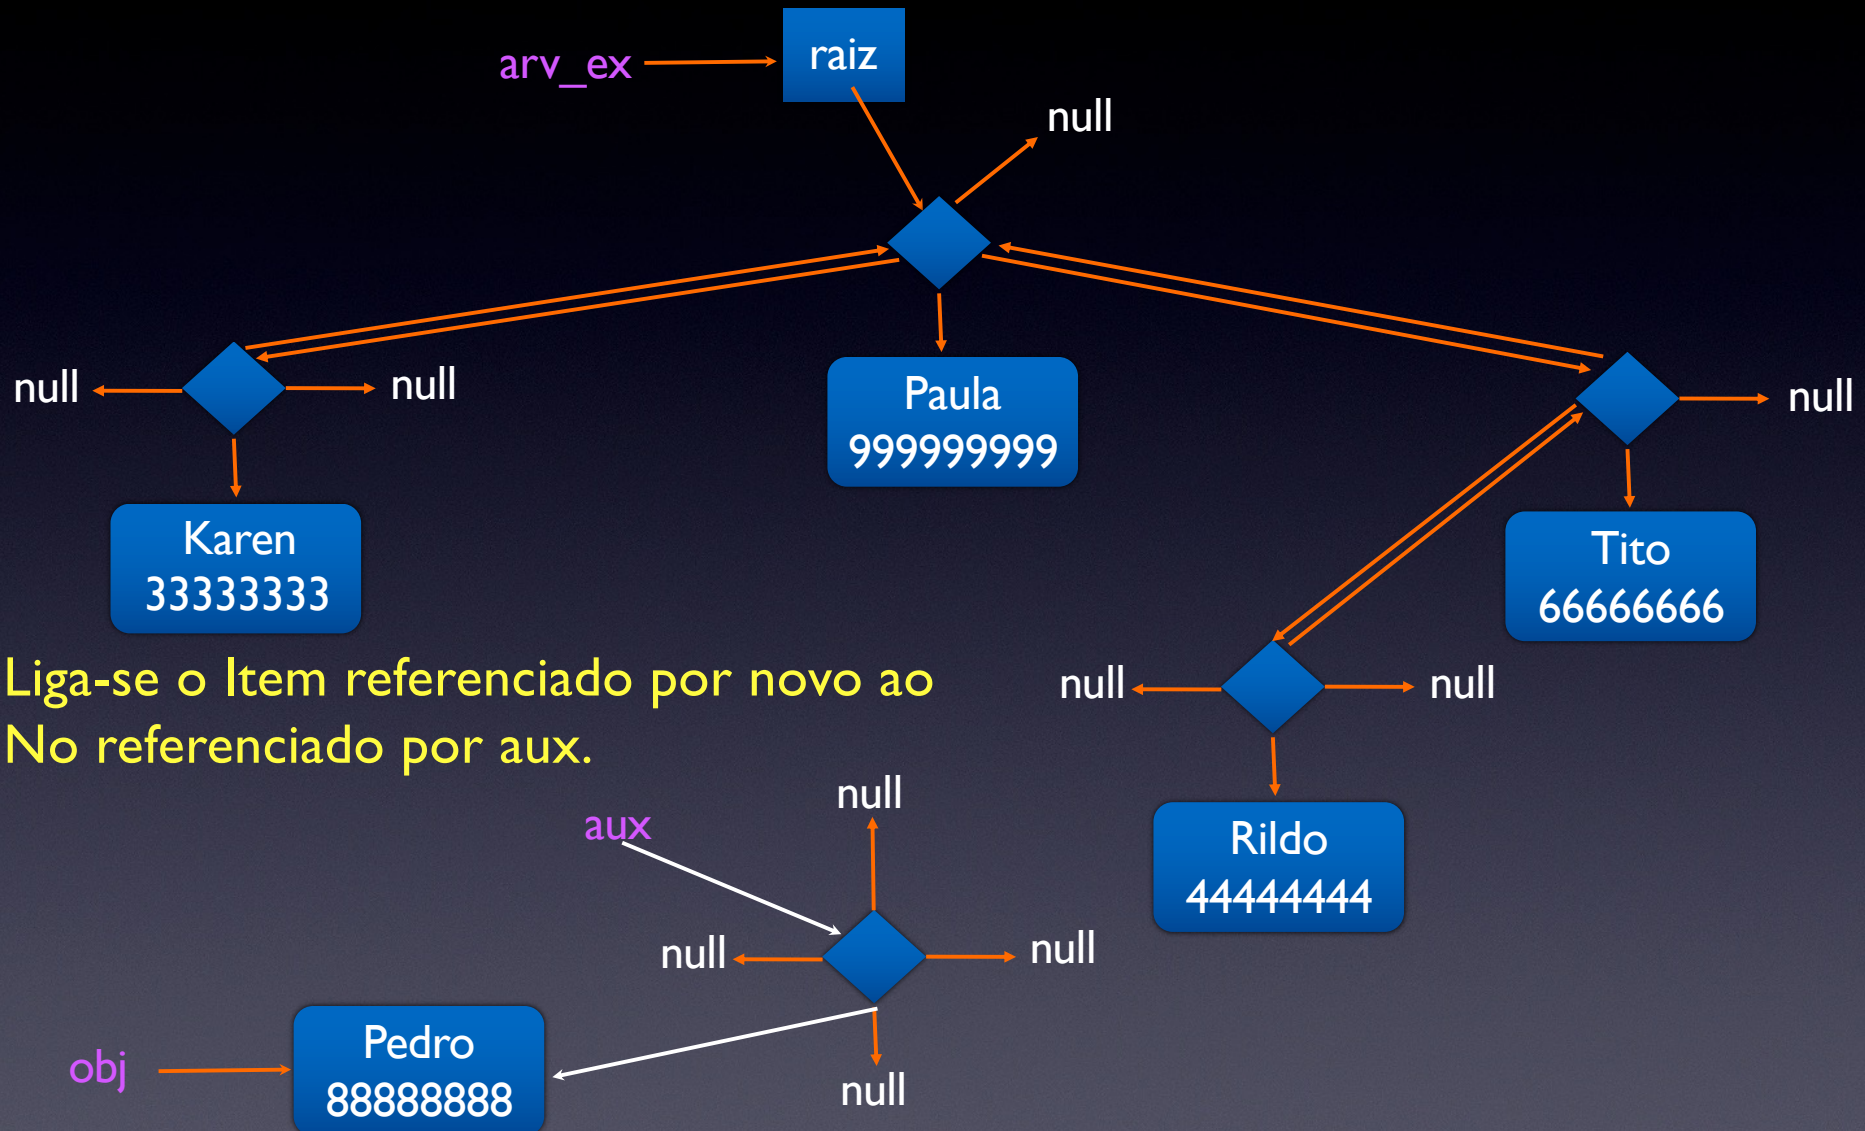 arv_ex
raiz
null
null
null
Paula
999999999
null
Karen
33333333
Tito
66666666
Liga-se o Item referenciado por novo ao
No referenciado por aux.
null
null
Rildo
44444444
null
aux
null
null
obj
Pedro
88888888
null